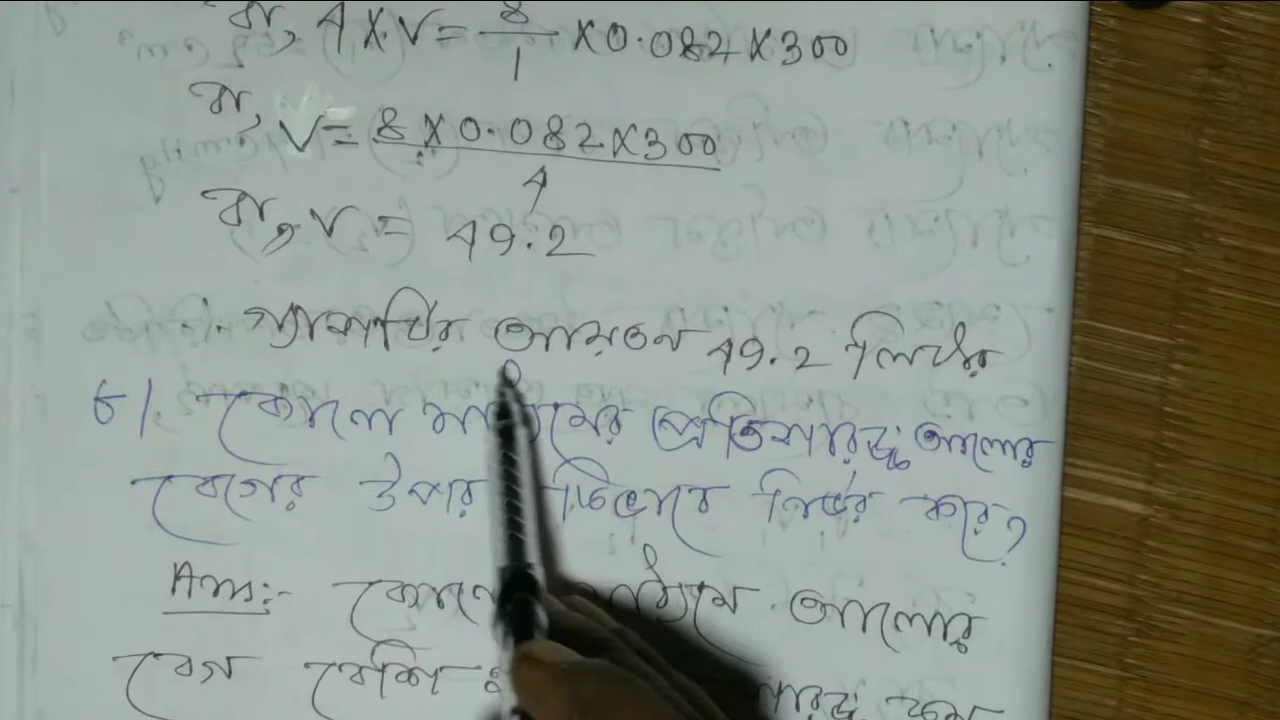 বা, 4×V = 8/1 ×0.082×300
বা, V = 8×0.082×300/4
বা, V = 49.2
∴ গ্যাসটির আয়তন 49.2 লিটার
৮। কোনো মাধ্যমের প্রতিসরাঙ্ক আলোর
বেগের উপর কিভাবে নির্ভর করে?
Ans:- কোনো মাধ্যমে আলোর
বেগ বেশি